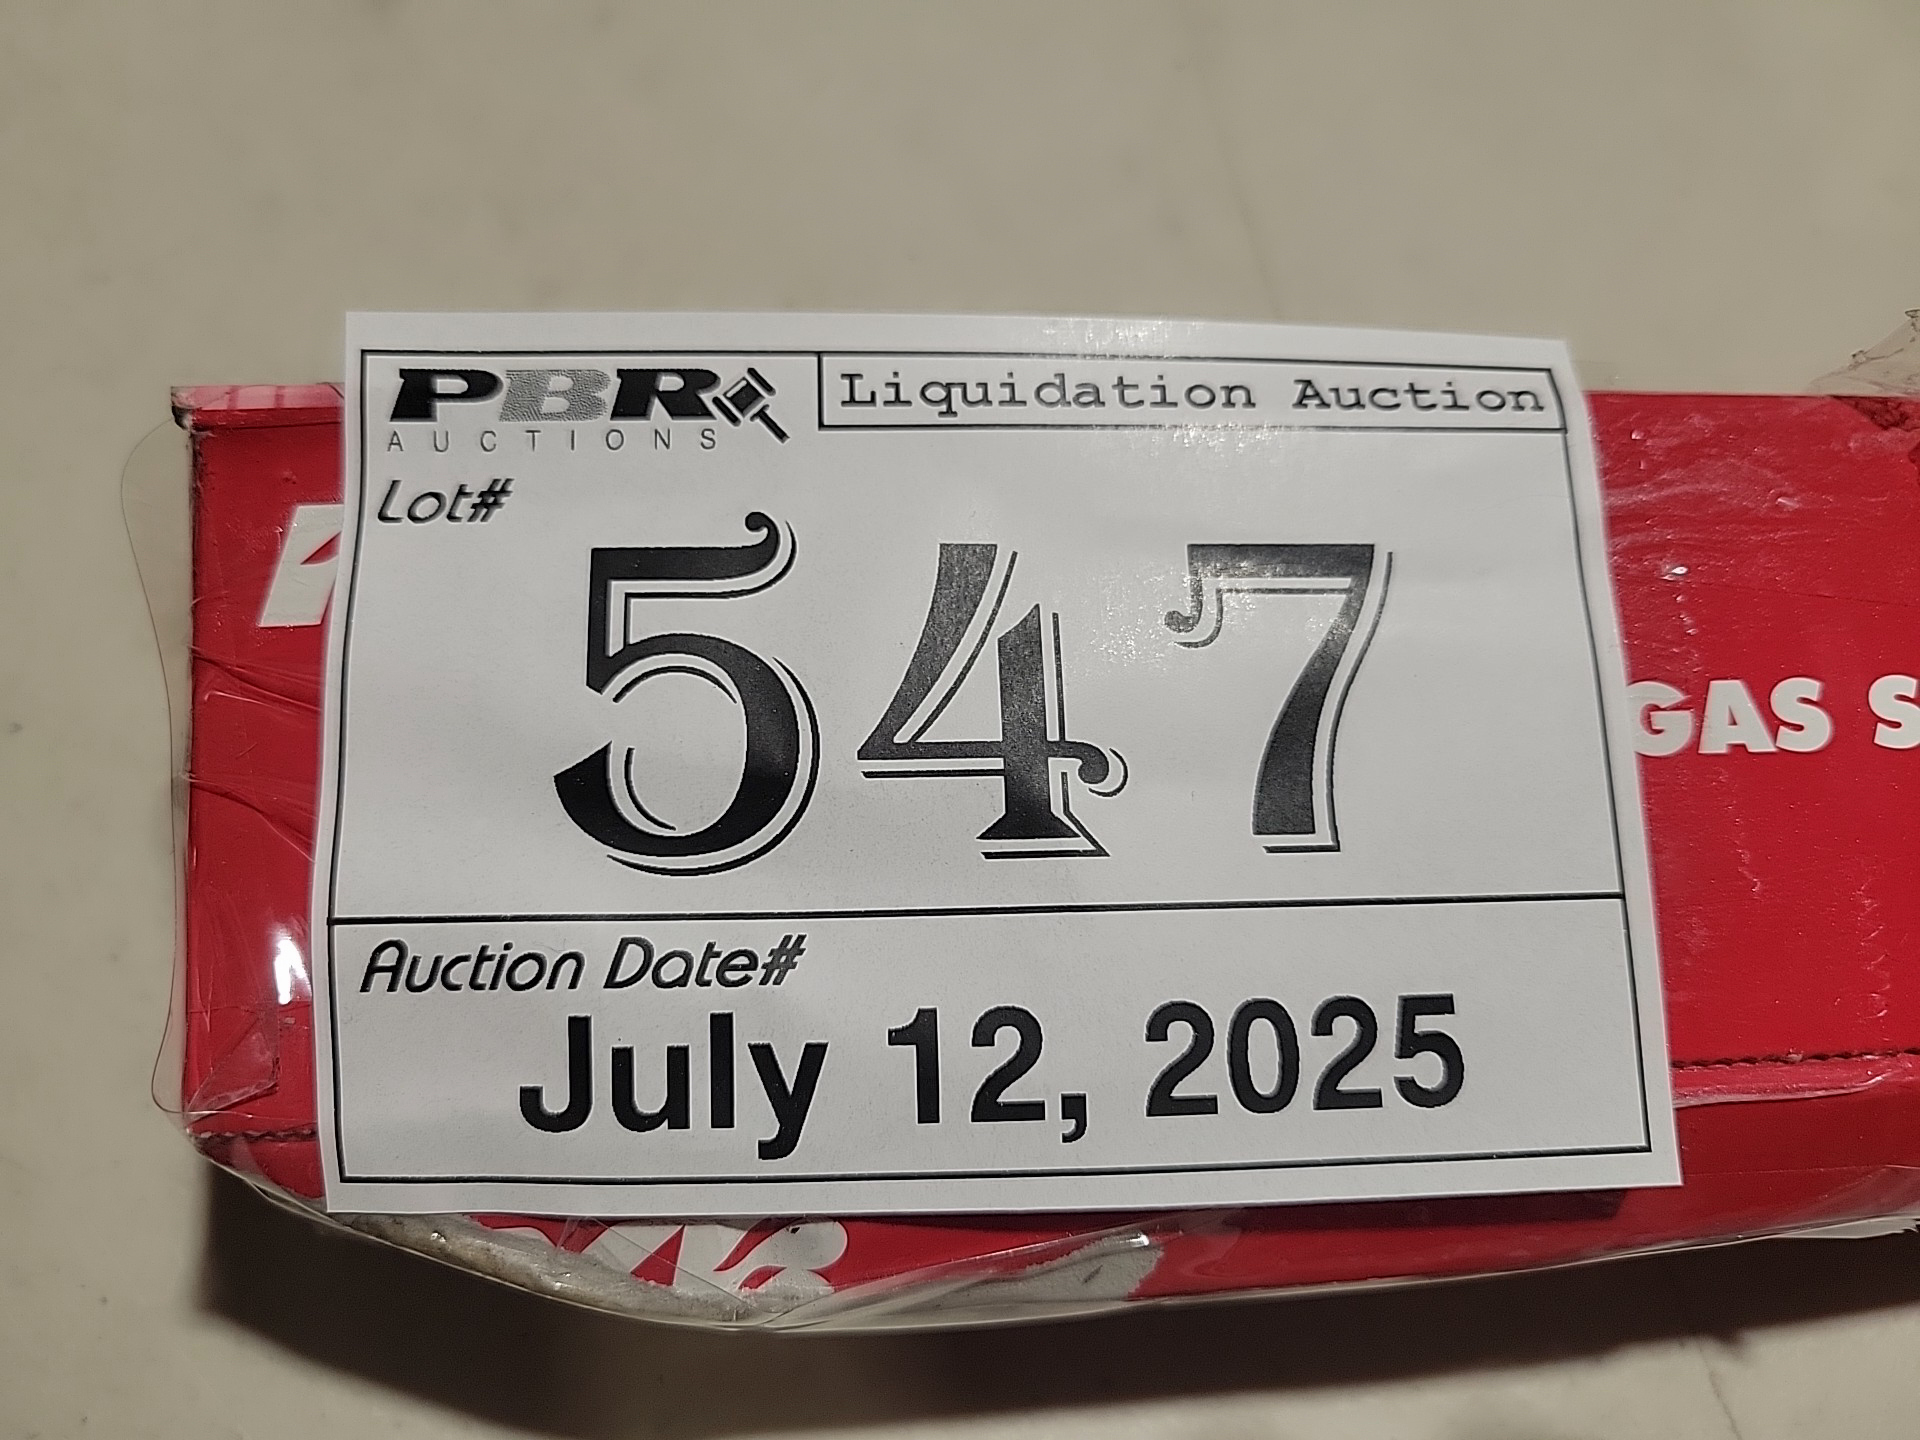 PBR
AUCTIONS
Liquidation Auction
Lot#
547
GAS S
Auction Date#
July 12, 2025